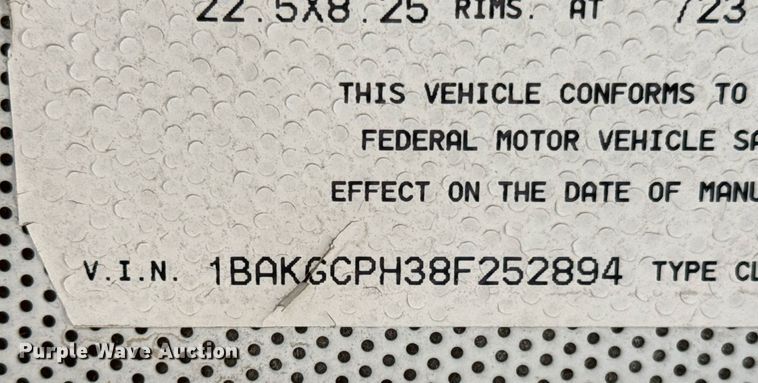 22.5X8.25 RIMS. AT /23
THIS VEHICLE CONFORMS TO
FEDERAL MOTOR VEHICLE SA
EFFECT ON THE DATE OF MANU
V.I.N. 1BAKGCPH38F252894 TYPE CL
Purple Wave Auction